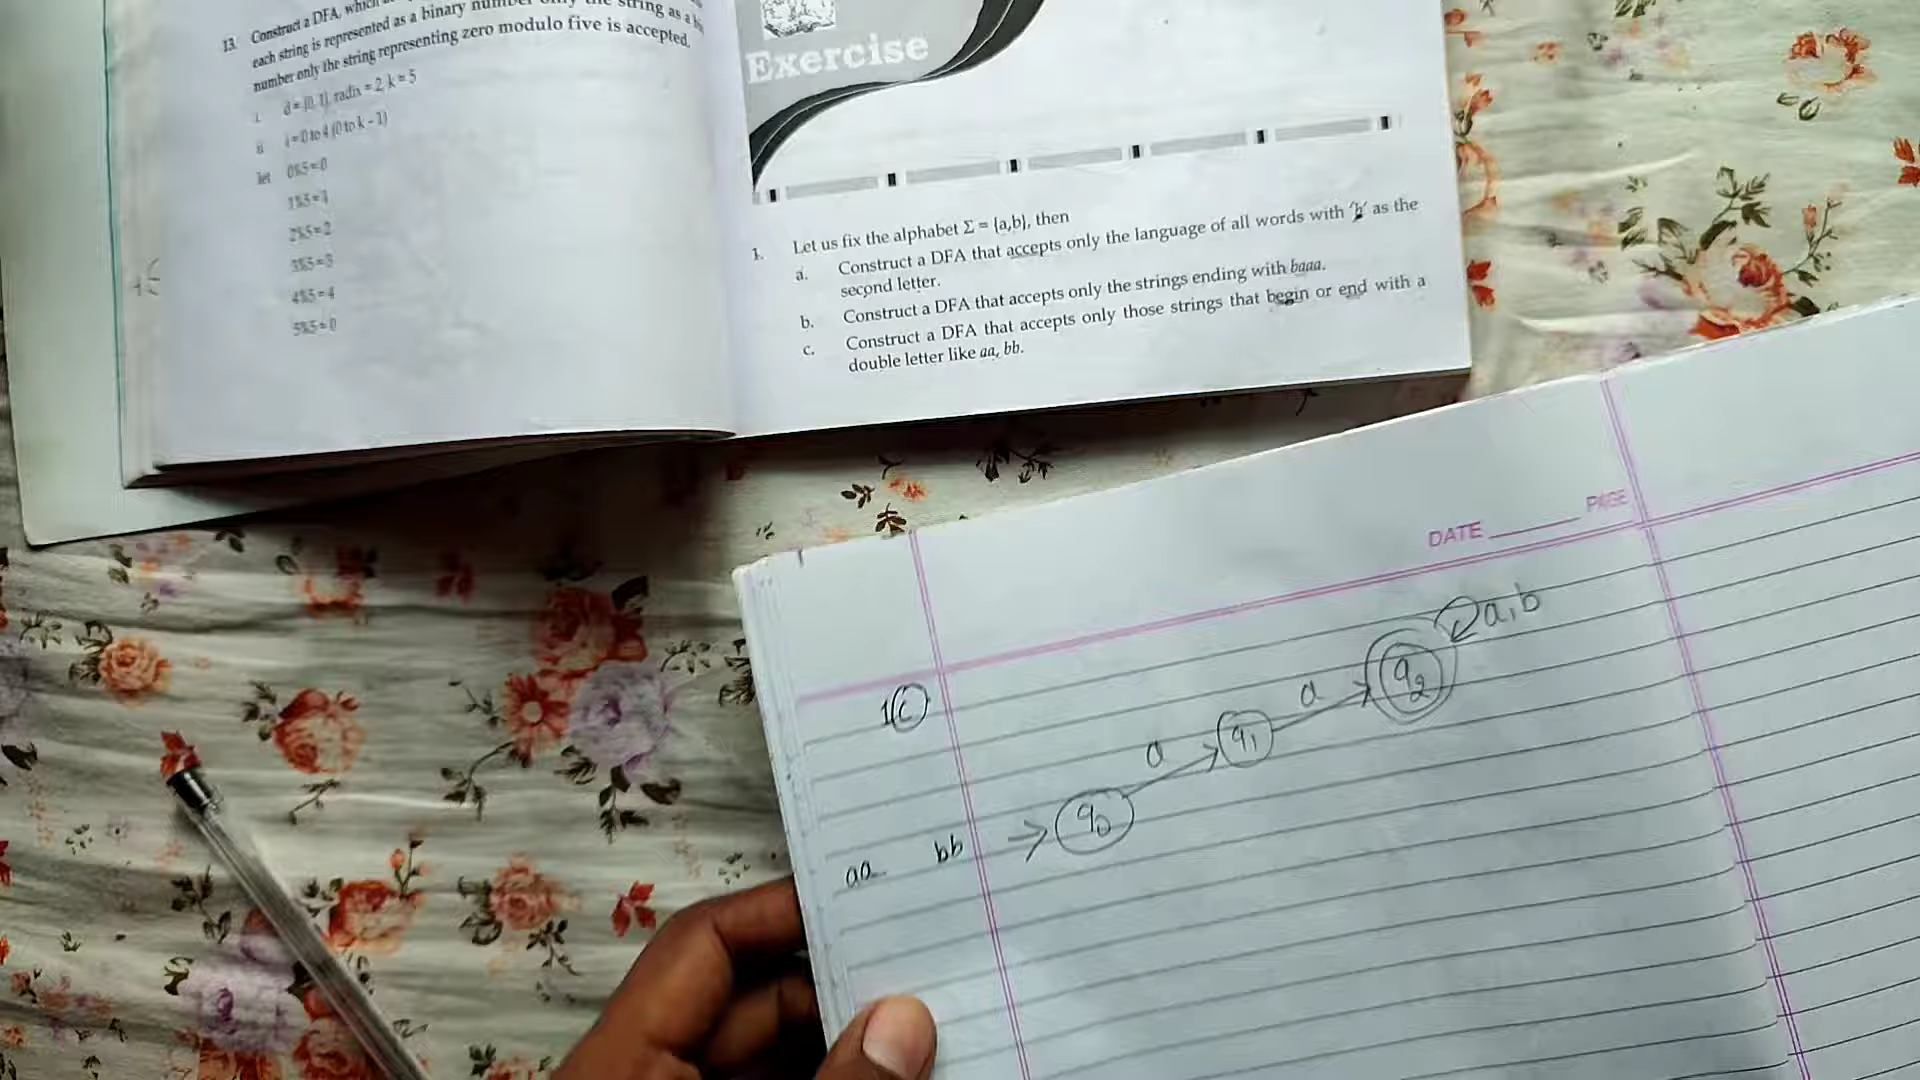 13. Construct a DFA, which
each string is represented as a binary number only the string as a
number only the string representing zero modulo five is accepted.
i. d = {0, 1}, radix = 2, k = 5
ii i = 0 to 4 (0 to k - 1)
let 0%5=0
1%5=1
2%5=2
3%5=3
4%5=4
5%5=0
Exercise
1. Let us fix the alphabet Σ = {a,b}, then
a. Construct a DFA that accepts only the language of all words with 'b' as the
second letter.
b. Construct a DFA that accepts only the strings ending with baaa.
c. Construct a DFA that accepts only those strings that begin or end with a
double letter like aa, bb.
DATE PAGE
1(c)
a,b
q2
a
q1
a
q0
aa bb